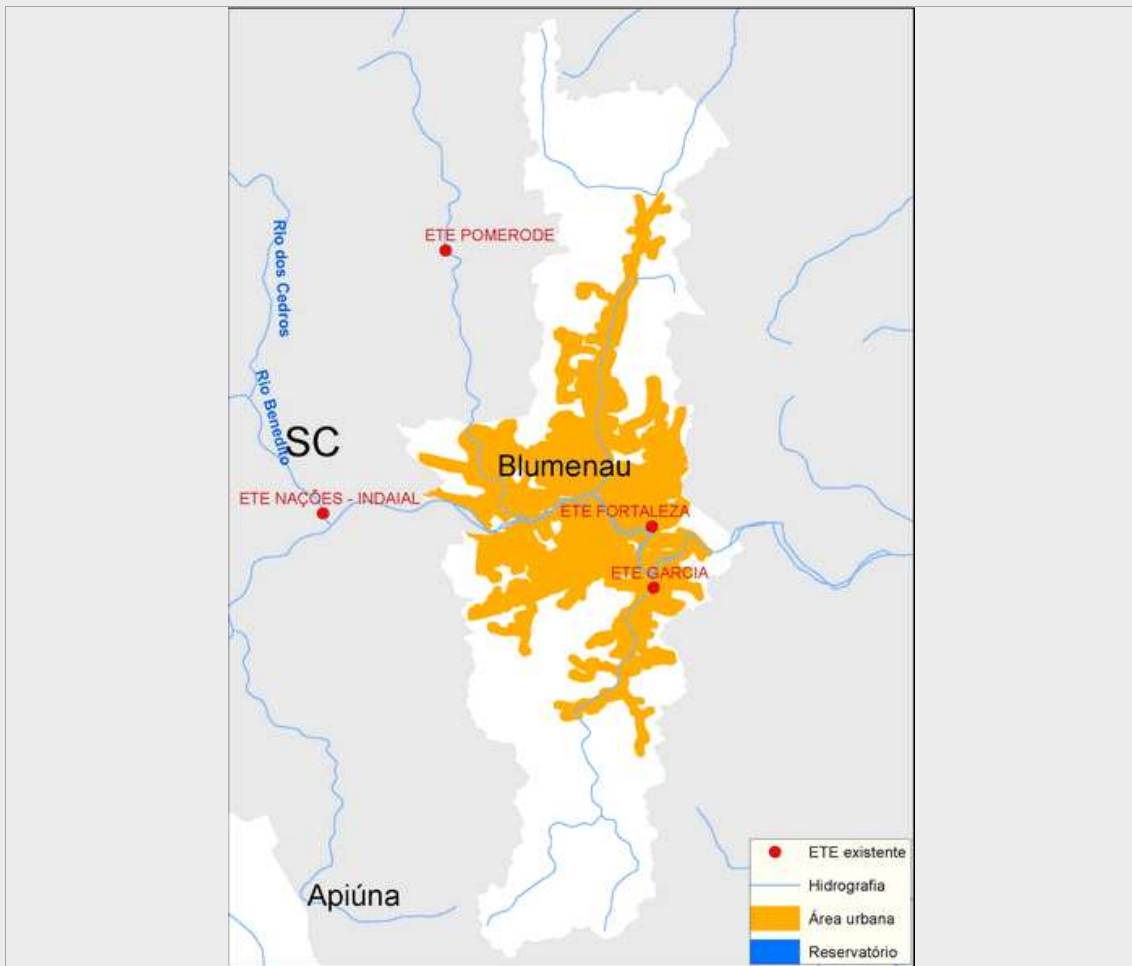 ETE POMERODE
Rio dos Cedros
Rio Benedito
SC
Blumenau
ETE NAÇÕES - INDAIAL
ETE FORTALEZA
ETE GARCIA
Apiúna
ETE existente
Hidrografia
Área urbana
Reservatório